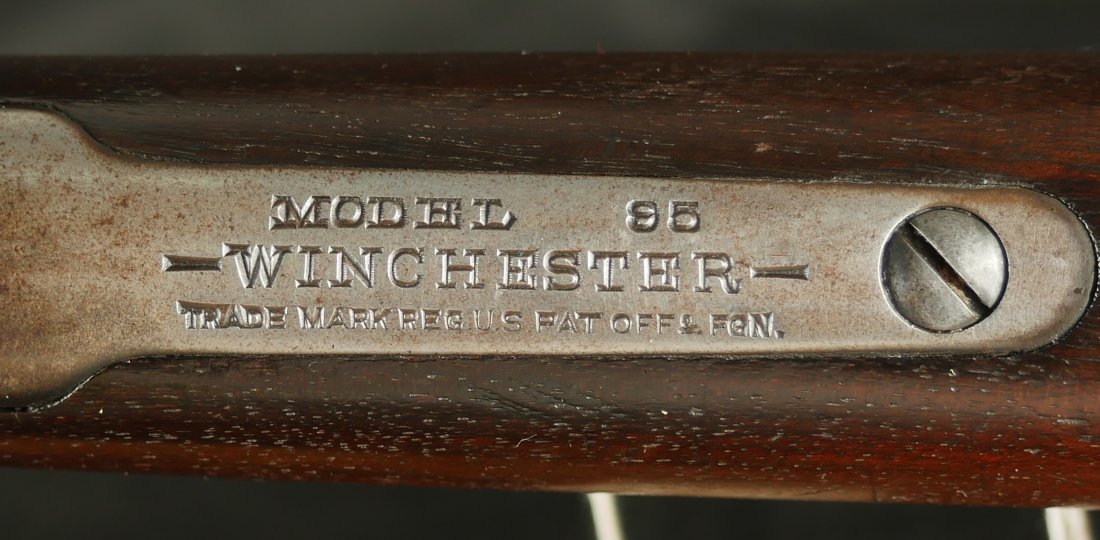 MODEL 95
—WINCHESTER—
TRADE MARK REG. U.S PAT OFF & FGN.